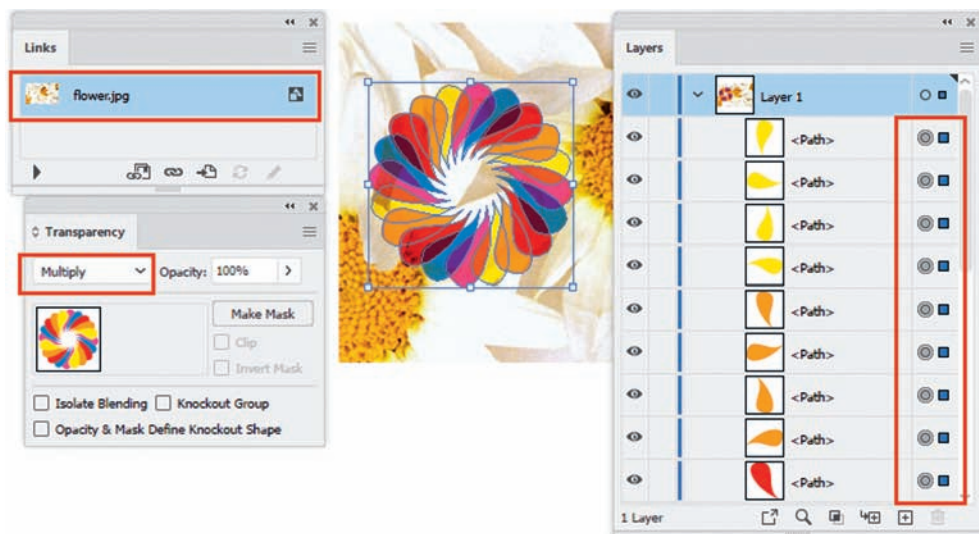 Links
flower.jpg
Transparency
Multiply Opacity: 100%
Make Mask
Clip
Invert Mask
Isolate Blending Knockout Group
Opacity & Mask Define Knockout Shape
Layers
Layer 1
<Path>
<Path>
<Path>
<Path>
<Path>
<Path>
<Path>
<Path>
<Path>
1 Layer